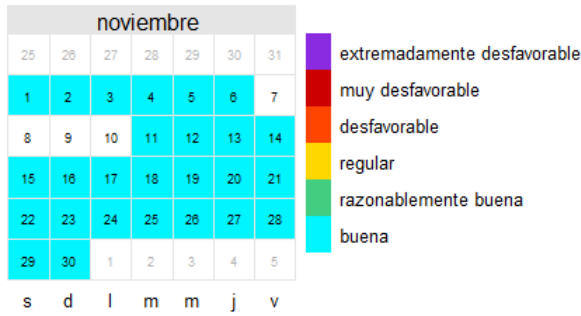 noviembre
25 26 27 28 29 30 31
1 2 3 4 5 6 7
8 9 10 11 12 13 14
15 16 17 18 19 20 21
22 23 24 25 26 27 28
29 30 1 2 3 4 5
s d l m m j v
extremadamente desfavorable
muy desfavorable
desfavorable
regular
razonablemente buena
buena